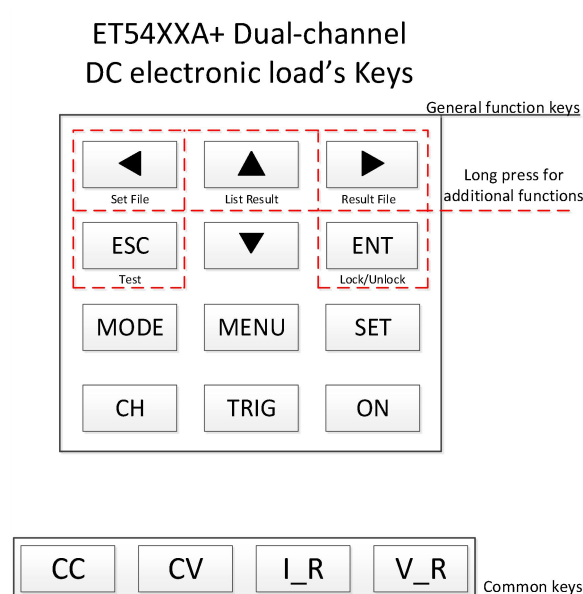 ET54XXA+ Dual-channel
DC electronic load's Keys
General function keys
Set File List Result Result File
Long press for
additional functions
ESC ENT
Test Lock/Unlock
MODE MENU SET
CH TRIG ON
CC CV I_R V_R
Common keys